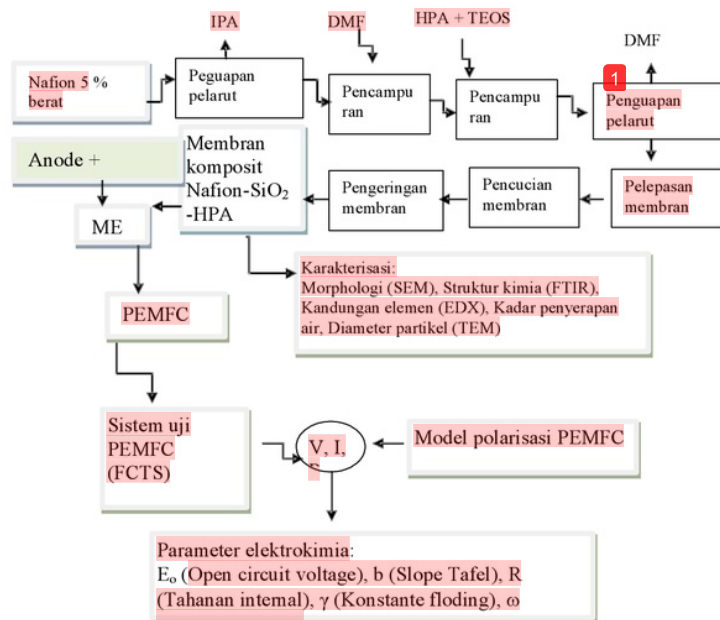 IPA
DMF
HPA + TEOS
DMF
Nafion 5 %
berat
Peguapan
pelarut
Pencampu
ran
Pencampu
ran
1
Penguapan
pelarut
Anode +
Membran
komposit
Nafion-SiO₂
-HPA
Pengeringan
membran
Pencucian
membran
Pelepasan
membran
ME
Karakterisasi:
Morphologi (SEM), Struktur kimia (FTIR),
Kandungan elemen (EDX), Kadar penyerapan
air, Diameter partikel (TEM)
PEMFC
Sistem uji
PEMFC
(FCTS)
V, I,
Model polarisasi PEMFC
Parameter elektrokimia:
Eₒ (Open circuit voltage), b (Slope Tafel), R
(Tahanan internal), γ (Konstante floding), ω